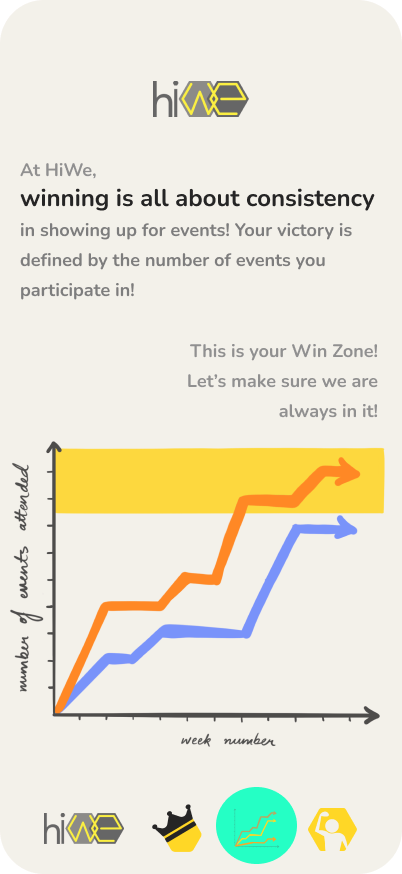 hiWe
At HiWe,
winning is all about consistency
in showing up for events! Your victory is
defined by the number of events you
participate in!
This is your Win Zone!
Let's make sure we are
always in it!
number of events attended
week number
hiWe